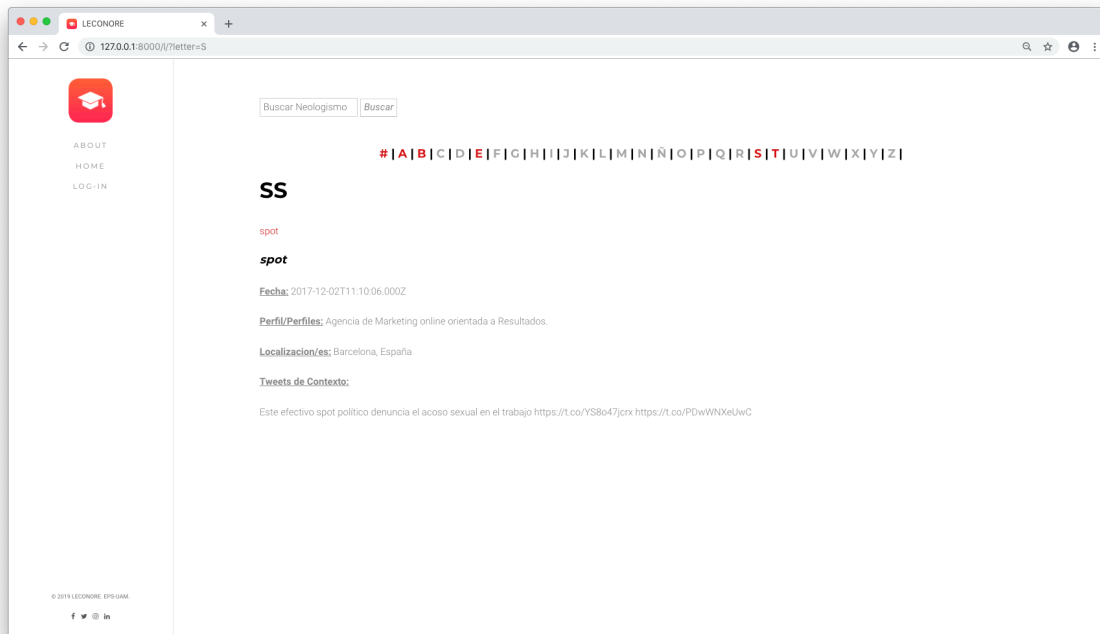 LECONORE
127.0.0.1:8000/l/?letter=S
ABOUT
HOME
LOG-IN
Buscar Neologismo Buscar
# | A | B | C | D | E | F | G | H | I | J | K | L | M | N | Ñ | O | P | Q | R | S | T | U | V | W | X | Y | Z |
SS
spot
spot
Fecha: 2017-12-02T11:10:06.000Z
Perfil/Perfiles: Agencia de Marketing online orientada a Resultados.
Localizacion/es: Barcelona, España
Tweets de Contexto:
Este efectivo spot político denuncia el acoso sexual en el trabajo https://t.co/YS8o47jcrx https://t.co/PDwWNXeUwC
© 2019 LECONORE. EPS-UAM.